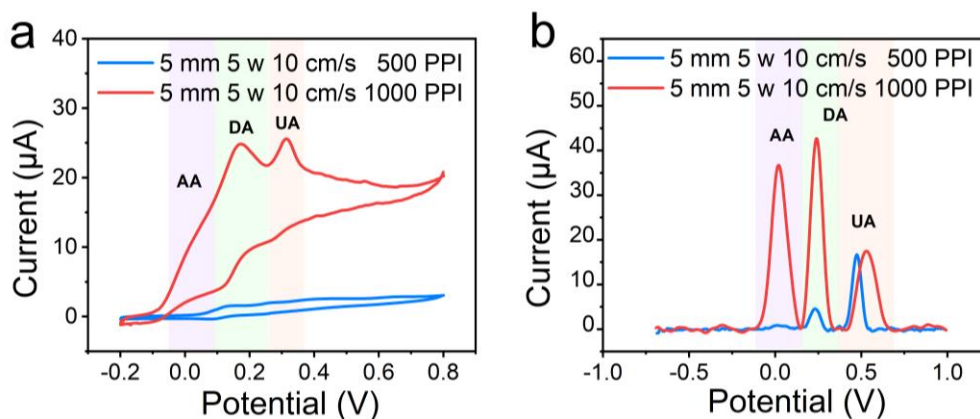 a
40
30
20
10
0
Current (µA)
5 mm 5 w 10 cm/s 500 PPI
5 mm 5 w 10 cm/s 1000 PPI
AA
DA
UA
-0.2 0.0 0.2 0.4 0.6 0.8
Potential (V)
b
60
50
40
30
20
10
0
Current (µA)
5 mm 5 w 10 cm/s 500 PPI
5 mm 5 w 10 cm/s 1000 PPI
AA
DA
UA
-1.0 -0.5 0.0 0.5 1.0
Potential (V)